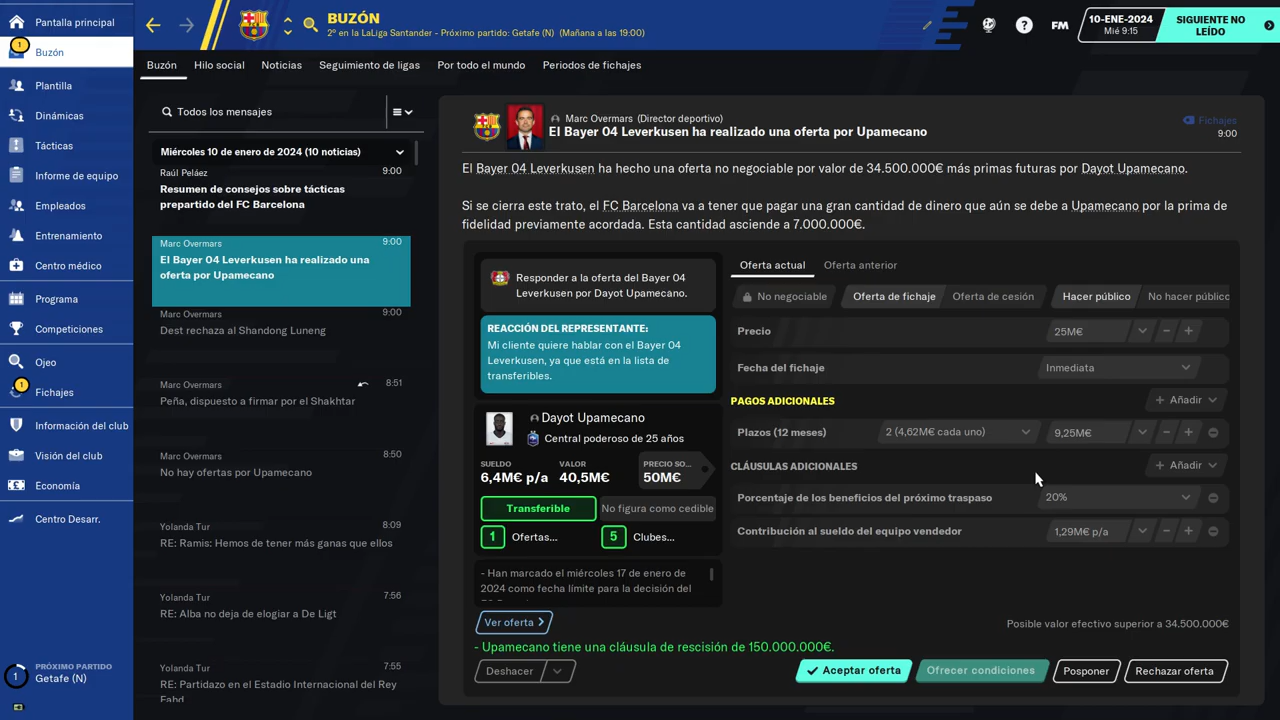 Pantalla principal
1
Buzón
Plantilla
Dinámicas
Tácticas
Informe de equipo
Empleados
Entrenamiento
Centro médico
Programa
Competiciones
Ojeo
1
Fichajes
Información del club
Visión del club
Economía
Centro Desarr.
PRÓXIMO PARTIDO
1
Getafe (N)
BUZÓN
2º en la LaLiga Santander - Próximo partido: Getafe (N) (Mañana a las 19:00)
?
FM
10-ENE-2024
Mié 9:15
SIGUIENTE NO
LEÍDO
Buzón
Hilo social
Noticias
Seguimiento de ligas
Por todo el mundo
Periodos de fichajes
Todos los mensajes
Miércoles 10 de enero de 2024 (10 noticias)
Raúl Peláez
9:00
Resumen de consejos sobre tácticas
prepartido del FC Barcelona
Marc Overmars
9:00
El Bayer 04 Leverkusen ha realizado una
oferta por Upamecano
Marc Overmars
9:00
Dest rechaza al Shandong Luneng
Marc Overmars
8:51
Peña, dispuesto a firmar por el Shakhtar
Marc Overmars
8:50
No hay ofertas por Upamecano
Yolanda Tur
8:09
RE: Ramis: Hemos de tener más ganas que ellos
Yolanda Tur
7:56
RE: Alba no deja de elogiar a De Ligt
Yolanda Tur
7:55
RE: Partidazo en el Estadio Internacional del Rey
Fahd
Marc Overmars (Director deportivo)
El Bayer 04 Leverkusen ha realizado una oferta por Upamecano
Fichajes
9:00
El Bayer 04 Leverkusen ha hecho una oferta no negociable por valor de 34.500.000€ más primas futuras por Dayot Upamecano.
Si se cierra este trato, el FC Barcelona va a tener que pagar una gran cantidad de dinero que aún se debe a Upamecano por la prima de
fidelidad previamente acordada. Esta cantidad asciende a 7.000.000€.
Responder a la oferta del Bayer 04
Leverkusen por Dayot Upamecano.
REACCIÓN DEL REPRESENTANTE:
Mi cliente quiere hablar con el Bayer 04
Leverkusen, ya que está en la lista de
transferibles.
Dayot Upamecano
Central poderoso de 25 años
SUELDO
6,4M€ p/a
VALOR
40,5M€
PRECIO SO...
50M€
Transferible
No figura como cedible
1
Ofertas...
5
Clubes...
- Han marcado el miércoles 17 de enero de
2024 como fecha límite para la decisión del
Ver oferta
Oferta actual
Oferta anterior
No negociable
Oferta de fichaje
Oferta de cesión
Hacer público
No hacer público
Precio
25M€
Fecha del fichaje
Inmediata
PAGOS ADICIONALES
Añadir
Plazos (12 meses)
2 (4,62M€ cada uno)
9,25M€
CLÁUSULAS ADICIONALES
Añadir
Porcentaje de los beneficios del próximo traspaso
20%
Contribución al sueldo del equipo vendedor
1,29M€ p/a
Posible valor efectivo superior a 34.500.000€
- Upamecano tiene una cláusula de rescisión de 150.000.000€.
Deshacer
Aceptar oferta
Ofrecer condiciones
Posponer
Rechazar oferta